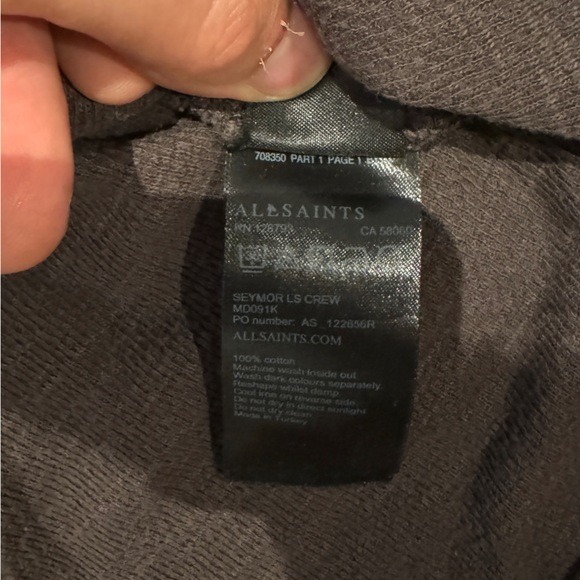 708350 PART 1 PAGE 1
ALLSAINTS
RN 128793 CA 58060
SEYMOR LS CREW
MD091K
PO number: AS_122656R
ALLSAINTS.COM
100% cotton
Machine wash inside out.
Wash dark colours separately.
Reshape whilst damp.
Cool iron on reverse side.
Do not dry in direct sunlight.
Do not dry clean.
Made in Turkey